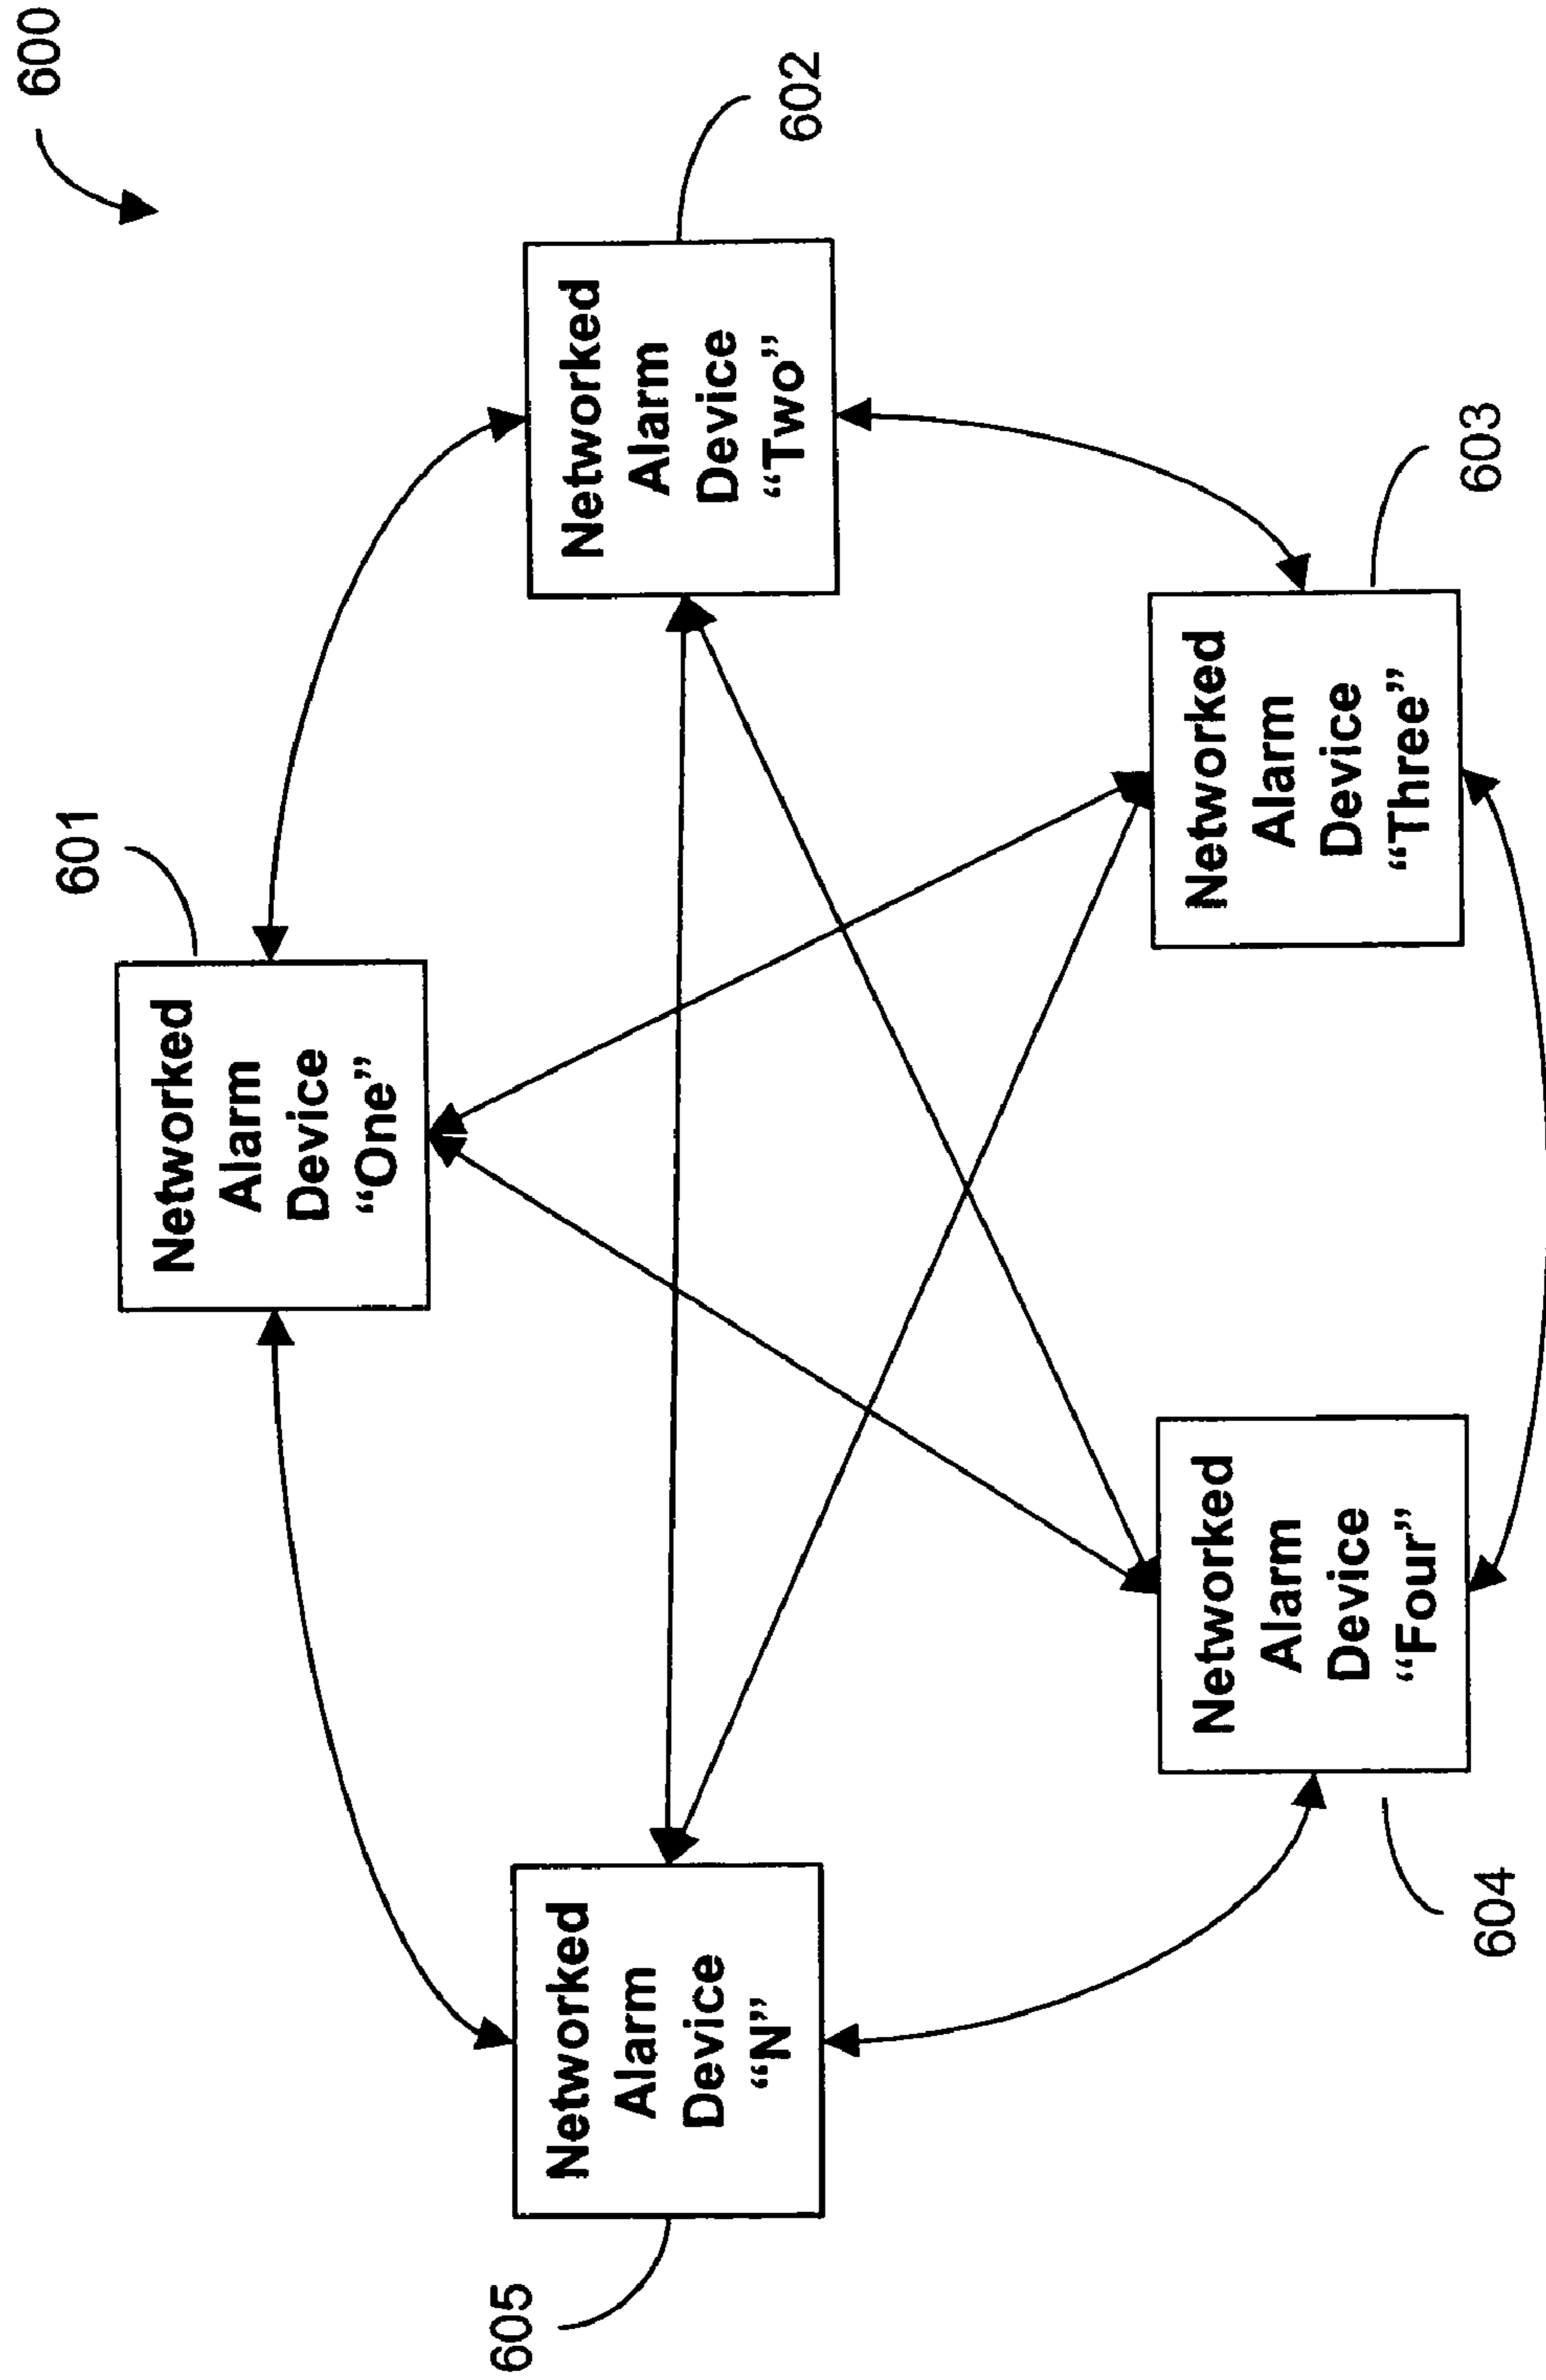 600
601
Networked
Alarm
Device
“One”
602
Networked
Alarm
Device
“Two”
603
Networked
Alarm
Device
“Three”
604
Networked
Alarm
Device
“Four”
605
Networked
Alarm
Device
“N”